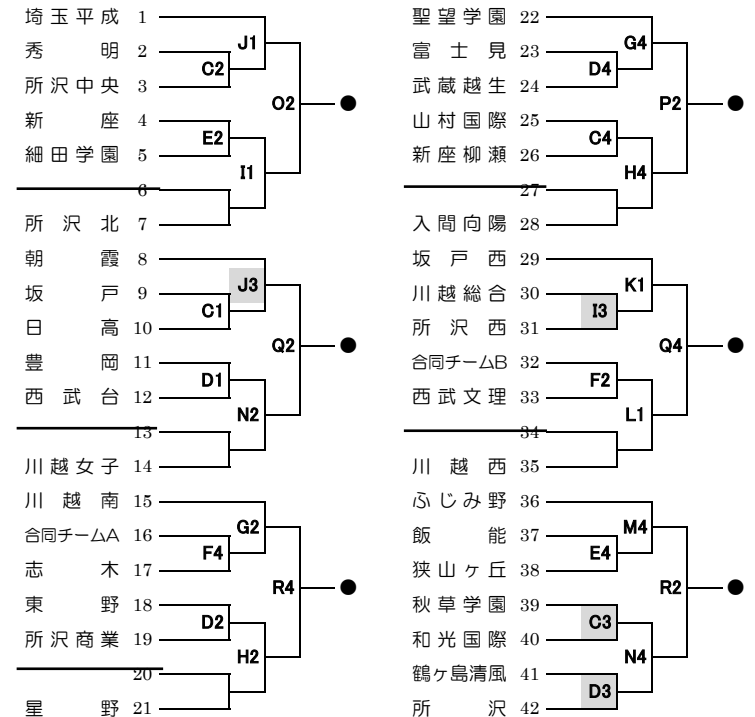 埼玉平成 1
J1
秀明 2
C2
所沢中央 3
O2
新座 4
E2
細田学園 5
I1
6
所沢北 7
朝霞 8
J3
坂戸 9
C1
日高 10
Q2
豊岡 11
D1
西武台 12
N2
13
川越女子 14
川越南 15
G2
合同チームA 16
F4
志木 17
R4
東野 18
D2
所沢商業 19
H2
20
星野 21
聖望学園 22
G4
富士見 23
D4
武蔵越生 24
P2
山村国際 25
C4
新座柳瀬 26
H4
27
入間向陽 28
坂戸西 29
K1
川越総合 30
I3
所沢西 31
Q4
合同チームB 32
F2
西武文理 33
L1
34
川越西 35
ふじみ野 36
M4
飯能 37
E4
狭山ヶ丘 38
R2
秋草学園 39
C3
和光国際 40
N4
鶴ヶ島清風 41
D3
所沢 42